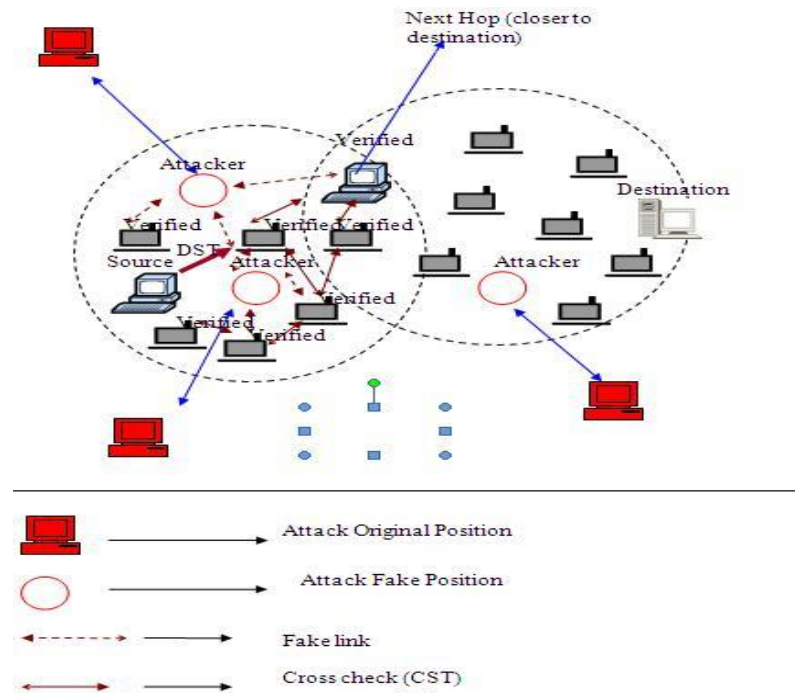 Next Hop (closer to
destination)
Verified
Attacker
Destination
Verified
Verified
Verified
DST
Source
Attacker
Attacker
Verified
Verified
Verified
Attack Original Position
Attack Fake Position
Fake link
Cross check (CST)